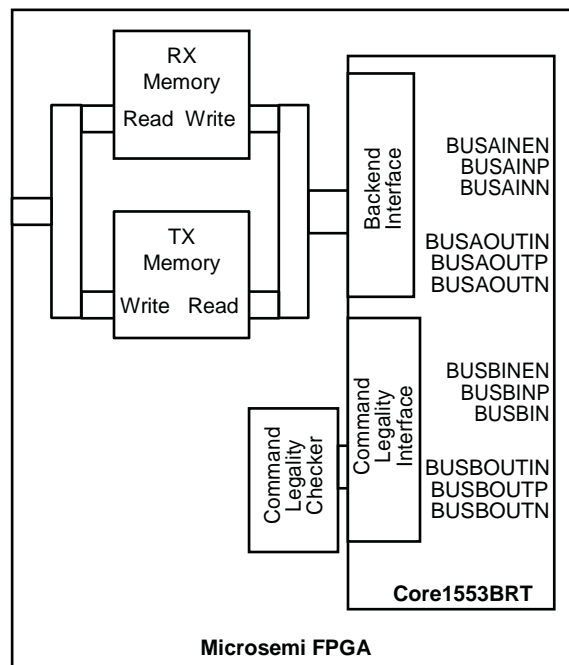 RX
Memory
Read Write
TX
Memory
Write Read
Backend
Interface
BUSAINEN
BUSAINP
BUSAINN
BUSAOUTIN
BUSAOUTP
BUSAOUTN
Command
Legality
Interface
Command
Legality
Checker
BUSBINEN
BUSBINP
BUSBIN
BUSBOUTIN
BUSBOUTP
BUSBOUTN
Core1553BRT
Microsemi FPGA